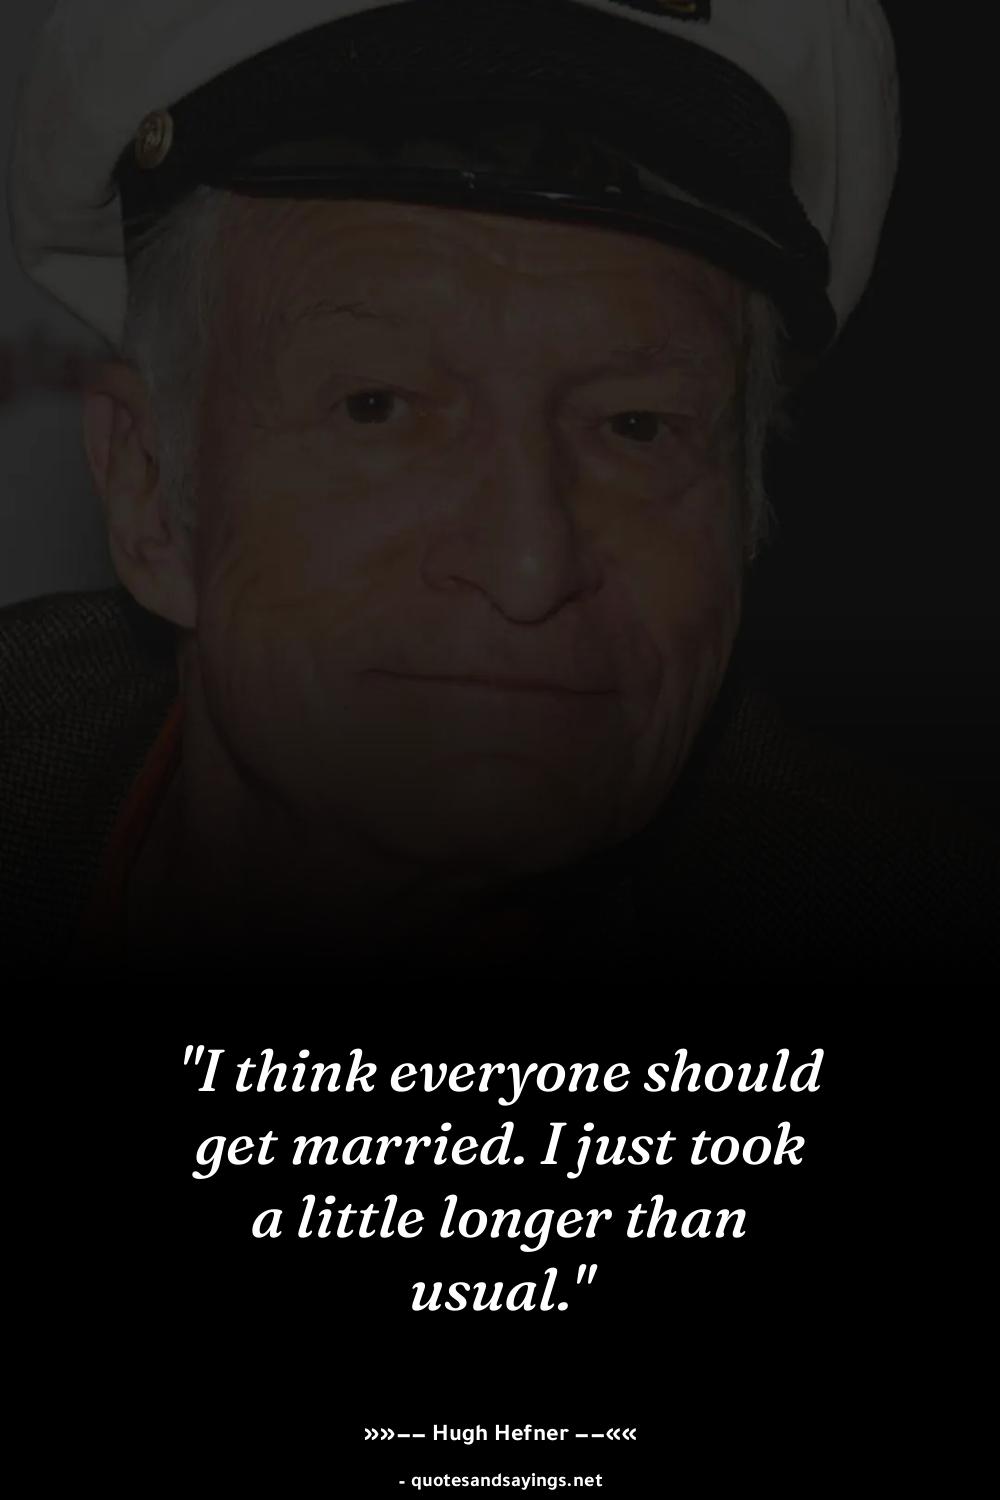 "I think everyone should
get married. I just took
a little longer than
usual."
»»−− Hugh Hefner −−««
- quotesandsayings.net